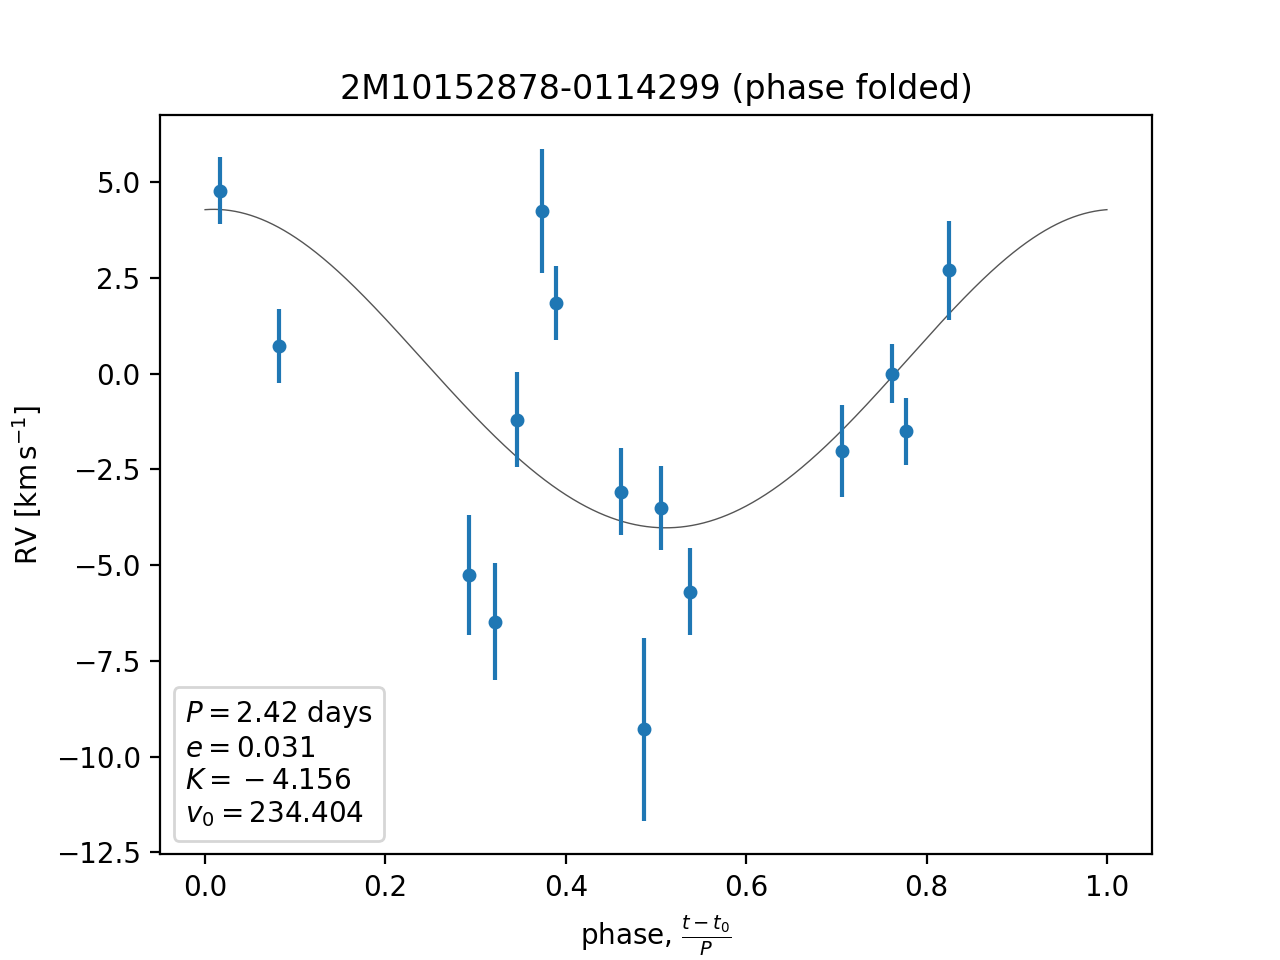 2M10152878-0114299 (phase folded)
5.0
2.5
0.0
−2.5
−5.0
−7.5
−10.0
−12.5
RV [km s⁻¹]
P = 2.42 days
e = 0.031
K = −4.156
v₀ = 234.404
0.0 0.2 0.4 0.6 0.8 1.0
phase, (t − t₀)/P